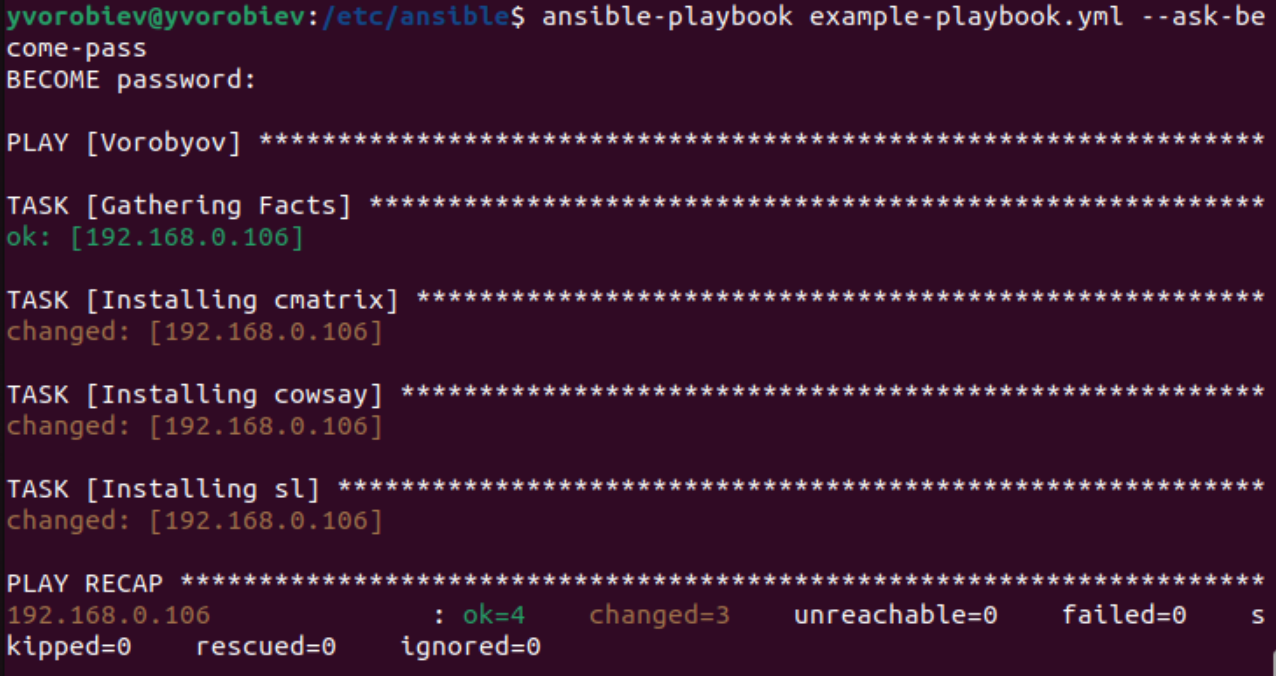 yvorobiev@yvorobiev:/etc/ansible$ ansible-playbook example-playbook.yml --ask-be
come-pass
BECOME password:
PLAY [Vorobyov] ****************************************************************
TASK [Gathering Facts] *********************************************************
ok: [192.168.0.106]
TASK [Installing cmatrix] ******************************************************
changed: [192.168.0.106]
TASK [Installing cowsay] *******************************************************
changed: [192.168.0.106]
TASK [Installing sl] ***********************************************************
changed: [192.168.0.106]
PLAY RECAP *********************************************************************
192.168.0.106              : ok=4    changed=3    unreachable=0    failed=0    s
kipped=0    rescued=0    ignored=0